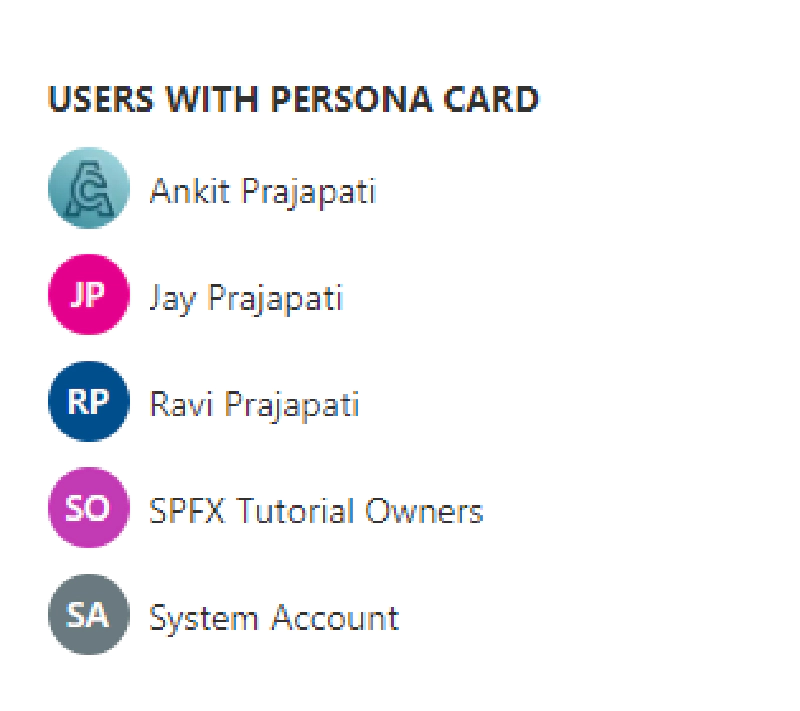 USERS WITH PERSONA CARD
Ankit Prajapati
JP Jay Prajapati
RP Ravi Prajapati
SO SPFX Tutorial Owners
SA System Account